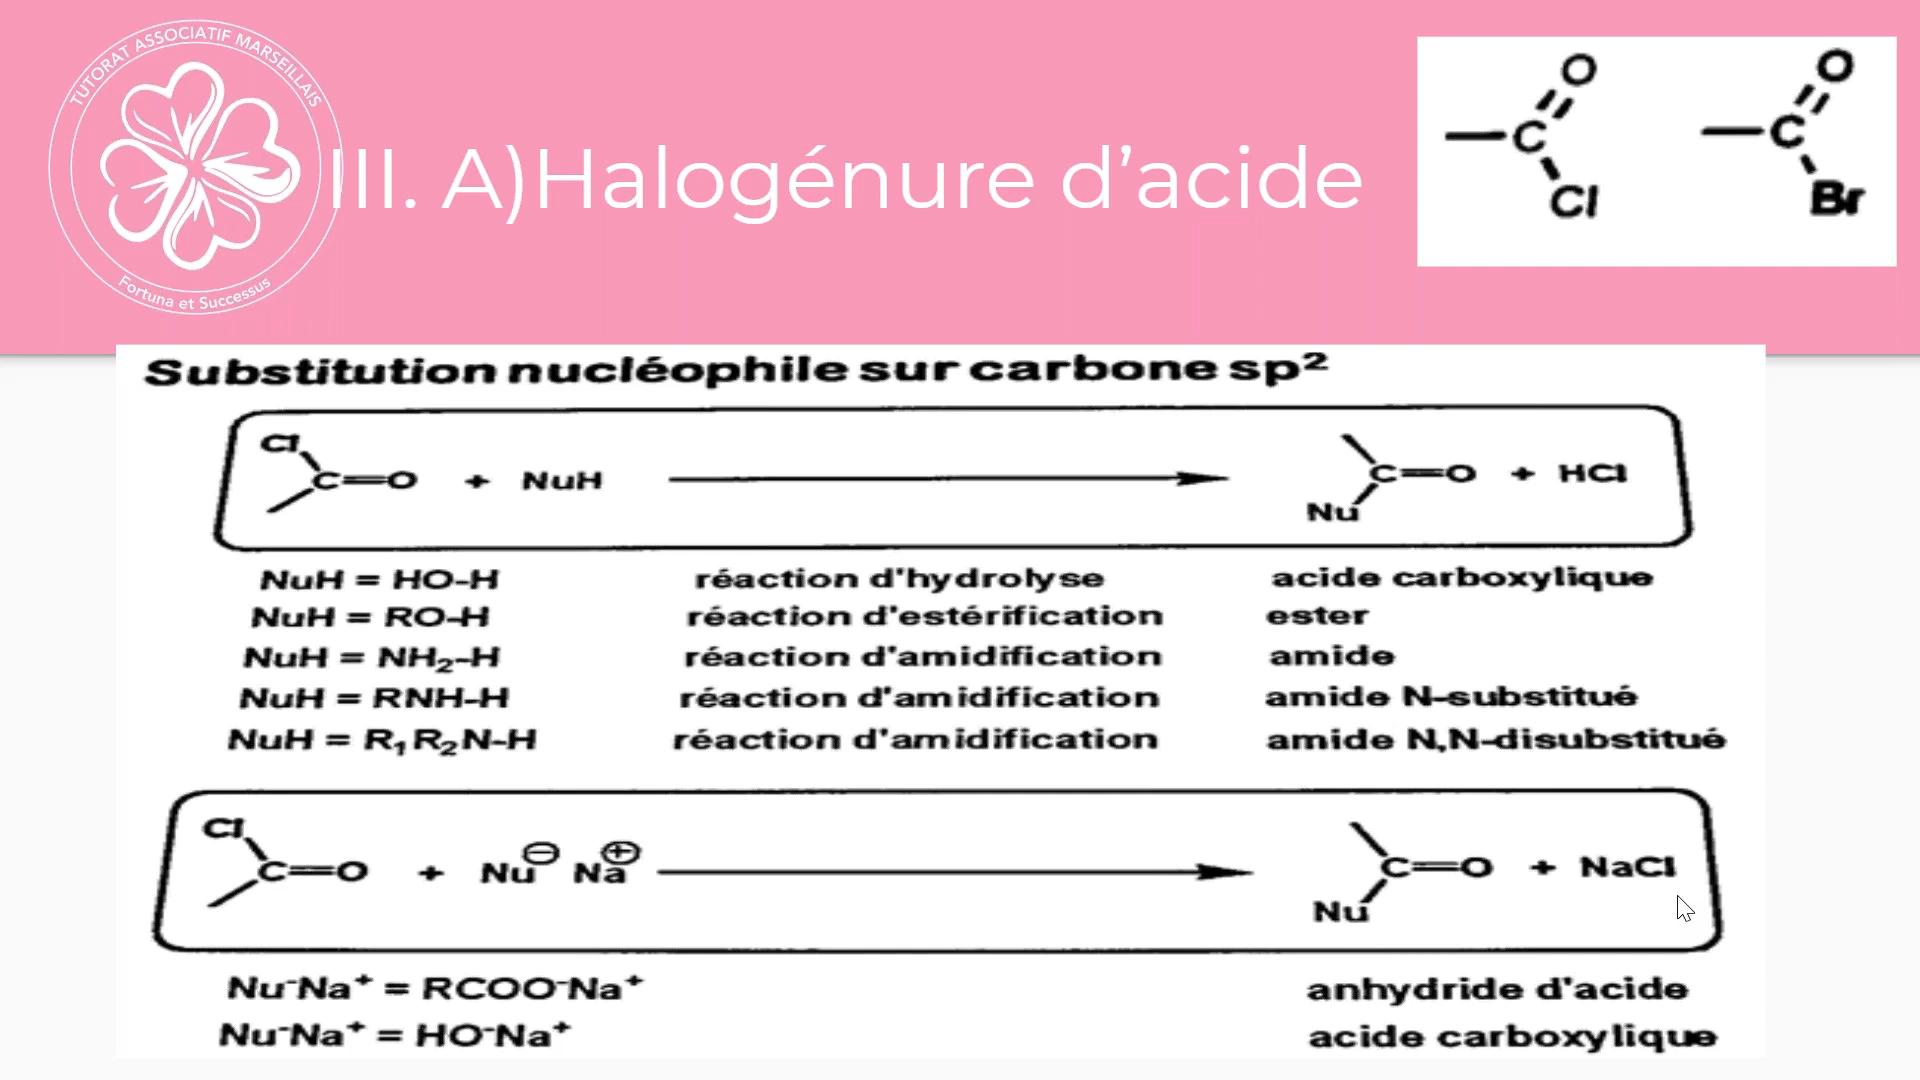 TUTORAT ASSOCIATIF MARSEILLAIS
Fortuna et Successus
III. A)Halogénure d’acide
O O
C C
Cl Br
Substitution nucléophile sur carbone sp²
Cl
C=O + NuH C=O + HCl
Nu
NuH = HO-H réaction d'hydrolyse acide carboxylique
NuH = RO-H réaction d'estérification ester
NuH = NH₂-H réaction d'amidification amide
NuH = RNH-H réaction d'amidification amide N-substitué
NuH = R₁R₂N-H réaction d'amidification amide N,N-disubstitué
Cl
C=O + Nu⊖ Na⊕ C=O + NaCl
Nu
Nu⁻Na⁺ = RCOO⁻Na⁺ anhydride d'acide
Nu⁻Na⁺ = HO⁻Na⁺ acide carboxylique